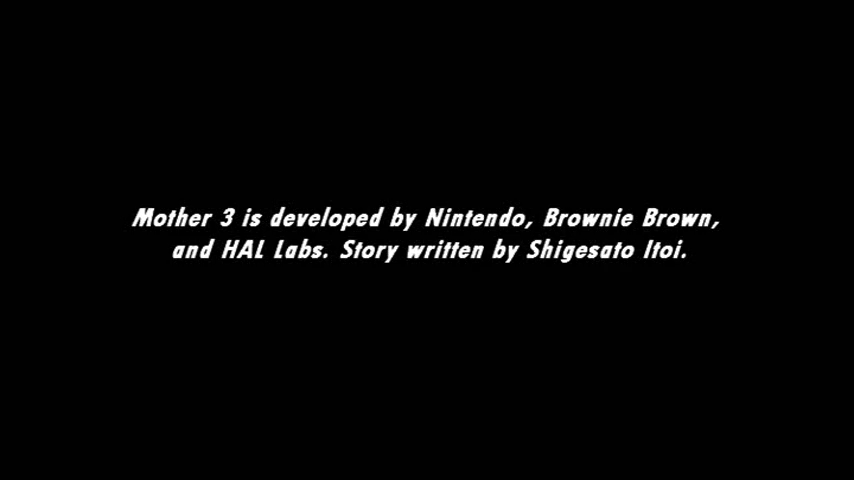 Mother 3 is developed by Nintendo, Brownie Brown,
and HAL Labs. Story written by Shigesato Itoi.